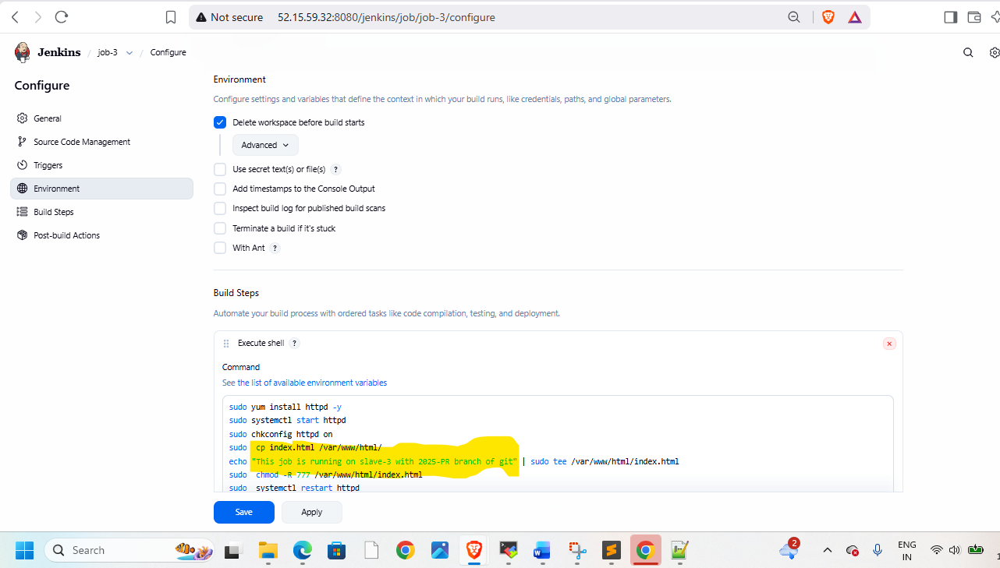 Not secure 52.15.59.32:8080/jenkins/job/job-3/configure
Jenkins / job-3 / Configure
Configure
General
Source Code Management
Triggers
Environment
Build Steps
Post-build Actions
Environment
Configure settings and variables that define the context in which your build runs, like credentials, paths, and global parameters.
Delete workspace before build starts
Advanced
Use secret text(s) or file(s) ?
Add timestamps to the Console Output
Inspect build log for published build scans
Terminate a build if it's stuck
With Ant ?
Build Steps
Automate your build process with ordered tasks like code compilation, testing, and deployment.
Execute shell ?
Command
See the list of available environment variables
sudo yum install httpd -y
sudo systemctl start httpd
sudo chkconfig httpd on
sudo  cp index.html /var/www/html/
echo "This job is running on slave-3 with 2025-PR branch of git" | sudo tee /var/www/html/index.html
sudo  chmod -R 777 /var/www/html/index.html
sudo  systemctl restart httpd
Save Apply
Search
2
ENG
IN